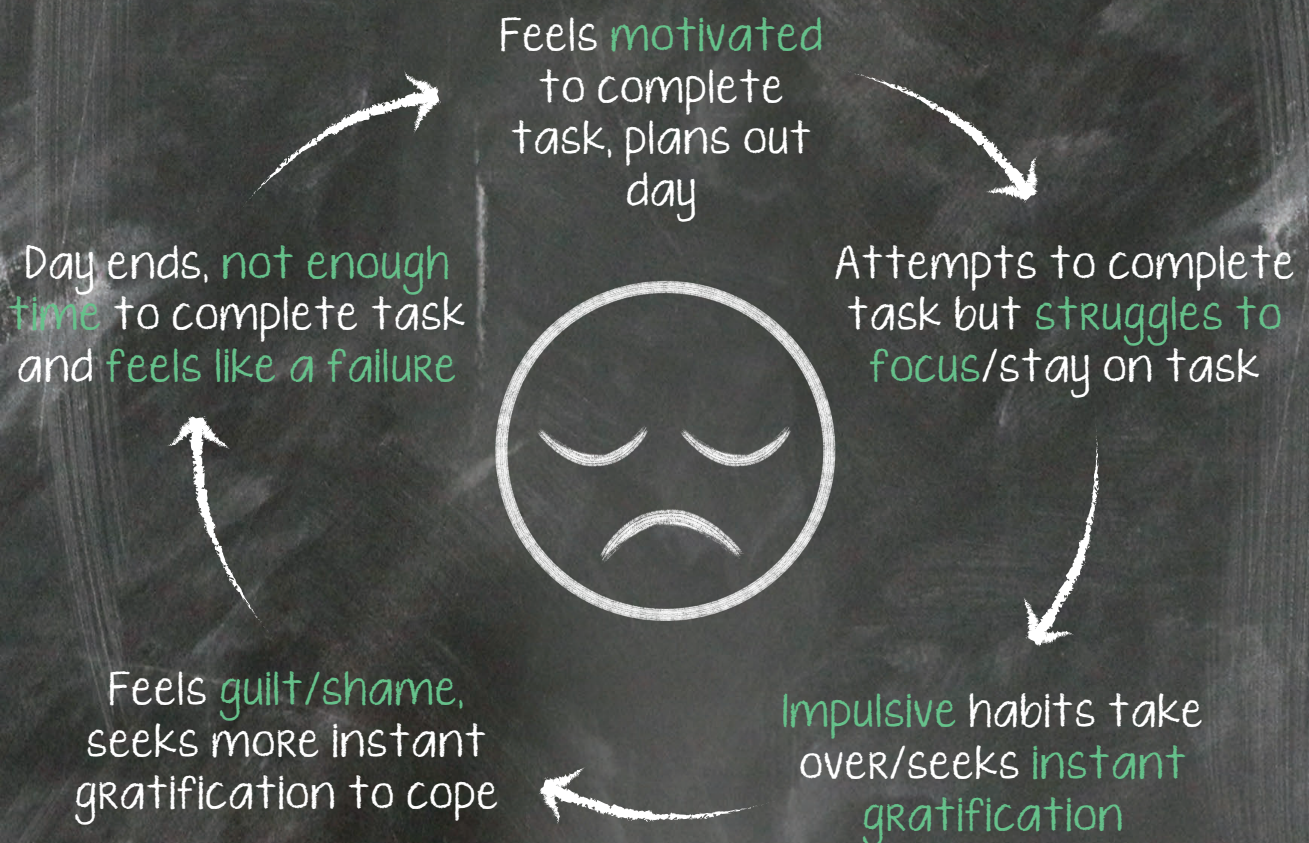 Feels motivated
to complete
task, plans out
day
Attempts to complete
task but struggles to
focus/stay on task
Impulsive habits take
over/seeks instant
gratification
Feels guilt/shame,
seeks more instant
gratification to cope
Day ends, not enough
time to complete task
and feels like a failure